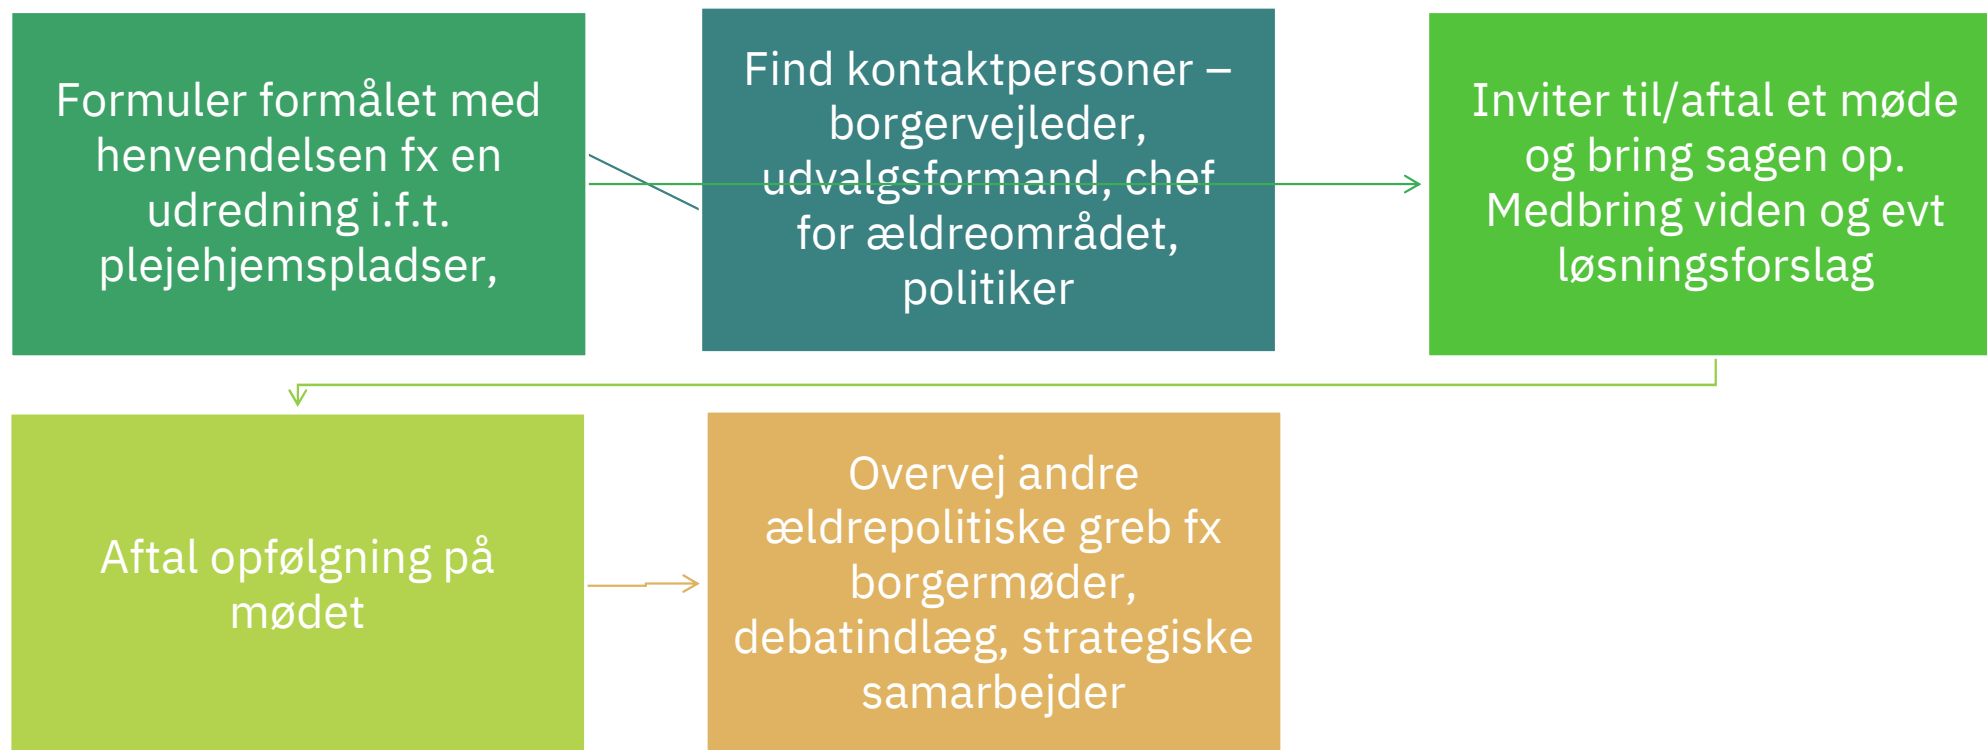 Formuler formålet med
henvendelsen fx en
udredning i.f.t.
plejehjemspladser,
Find kontaktpersoner –
borgervejleder,
udvalgsformand, chef
for ældreområdet,
politiker
Inviter til/aftal et møde
og bring sagen op.
Medbring viden og evt
løsningsforslag
Aftal opfølgning på
mødet
Overvej andre
ældrepolitiske greb fx
borgermøder,
debatindlæg, strategiske
samarbejder